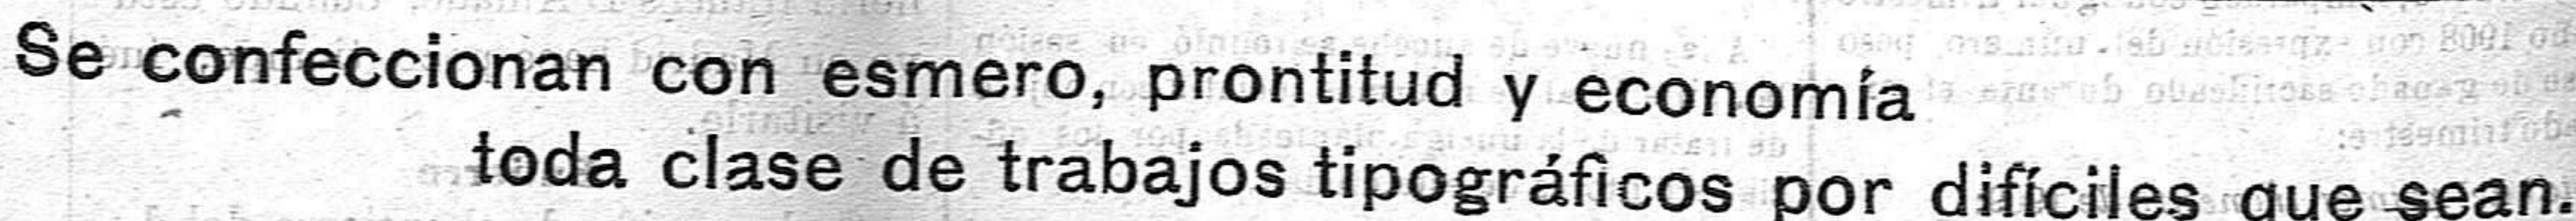 Se confeccionan con esmero, prontitud y economía
toda clase de trabajos tipográficos por difíciles que sean.